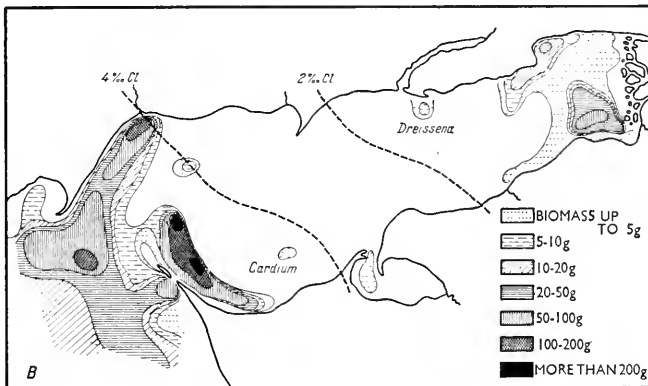 4‰ Cl
2‰ Cl
Dreissena
Cardium
BIOMASS UP
TO 5g
5-10g
10-20g
20-50g
50-100g
100-200g
MORE THAN 200g
B